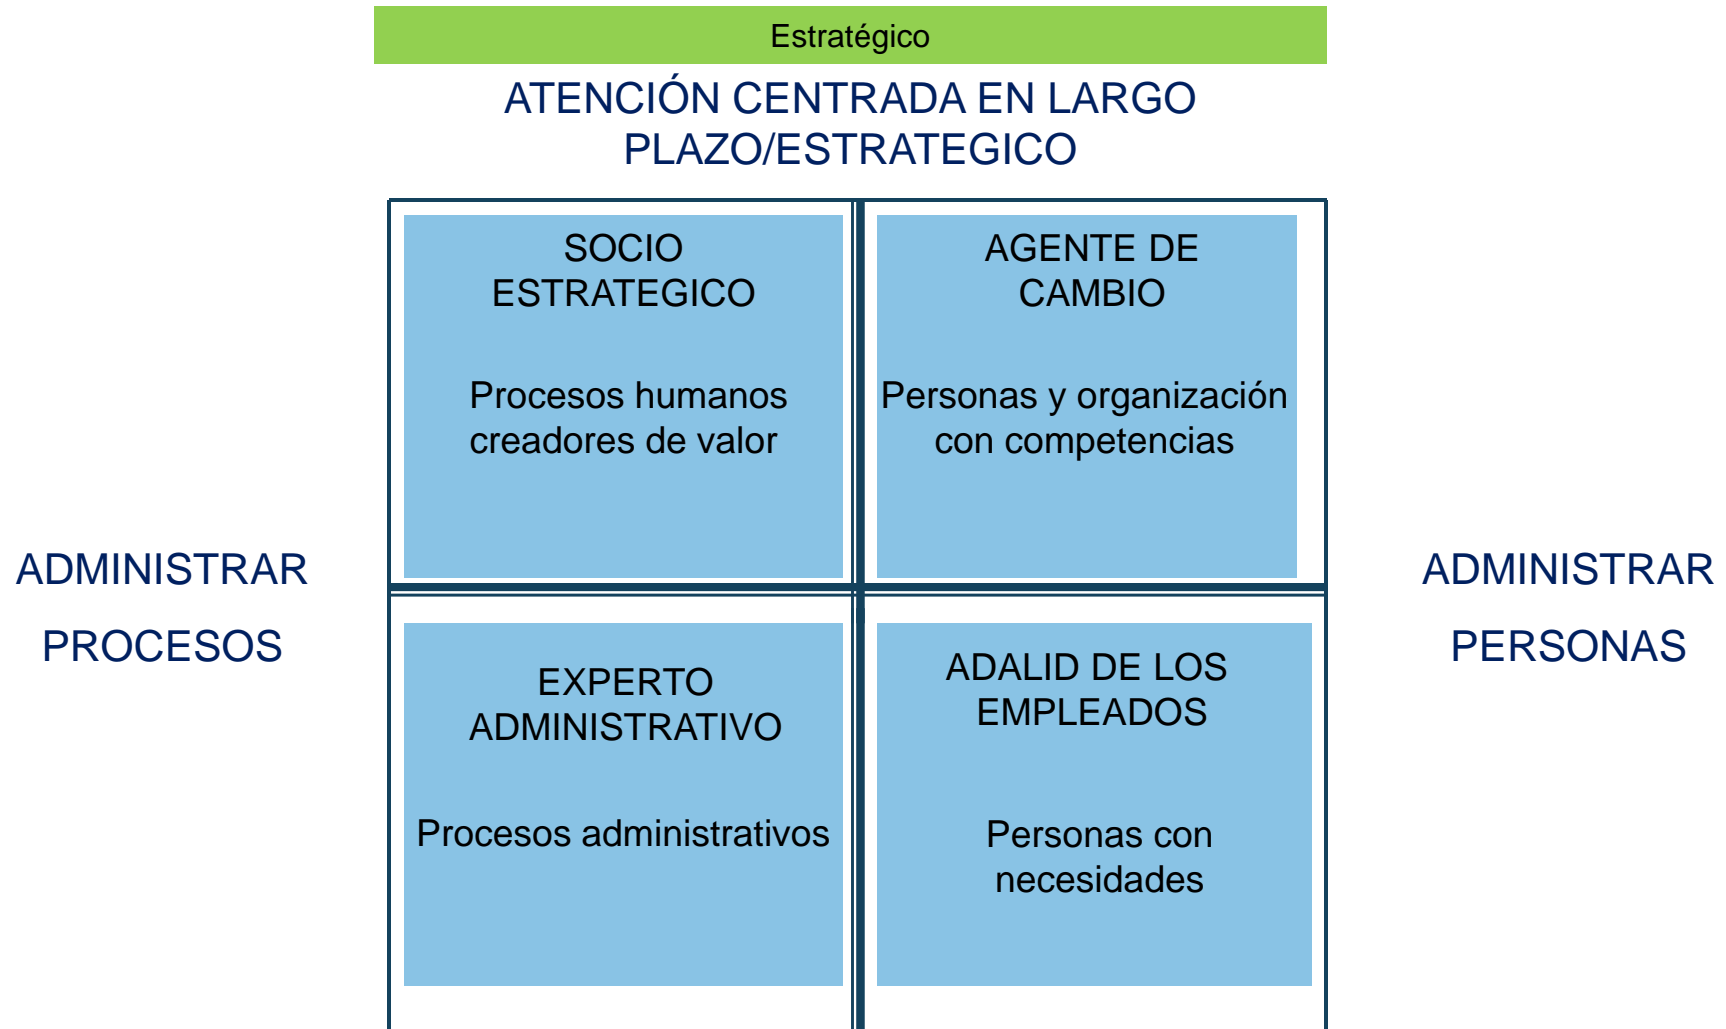 Estratégico
ATENCIÓN CENTRADA EN LARGO
PLAZO/ESTRATEGICO
SOCIO
ESTRATEGICO
Procesos humanos
creadores de valor
AGENTE DE
CAMBIO
Personas y organización
con competencias
ADMINISTRAR
PROCESOS
ADMINISTRAR
PERSONAS
EXPERTO
ADMINISTRATIVO
Procesos administrativos
ADALID DE LOS
EMPLEADOS
Personas con
necesidades